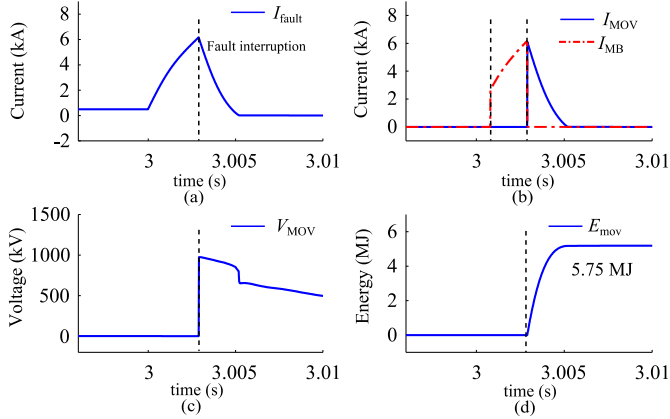 I_fault
Fault interruption
Current (kA)
8
6
4
2
0
-2
3
3.005
3.01
time (s)
(a)
I_MOV
I_MB
Current (kA)
8
6
4
2
0
3
3.005
3.01
time (s)
(b)
V_MOV
Voltage (kV)
1500
1000
500
0
3
3.005
3.01
time (s)
(c)
E_mov
5.75 MJ
Energy (MJ)
6
4
2
0
3
3.005
3.01
time (s)
(d)